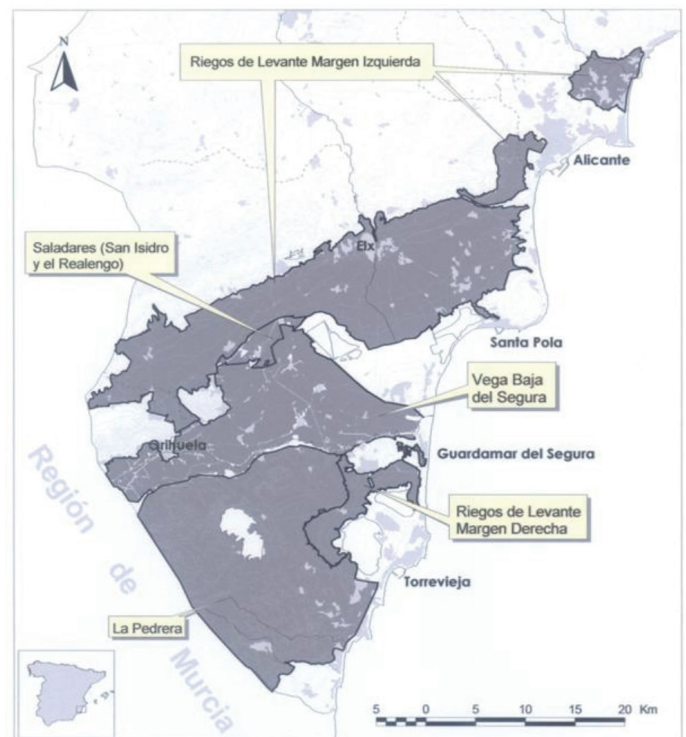 N
Riegos de Levante Margen Izquierda
Alicante
Elx
Saladares (San Isidro
y el Realengo)
Santa Pola
Vega Baja
del Segura
Orihuela
Guardamar del Segura
Región de Murcia
Riegos de Levante
Margen Derecha
Torrevieja
La Pedrera
5 0 5 10 15 20 Km